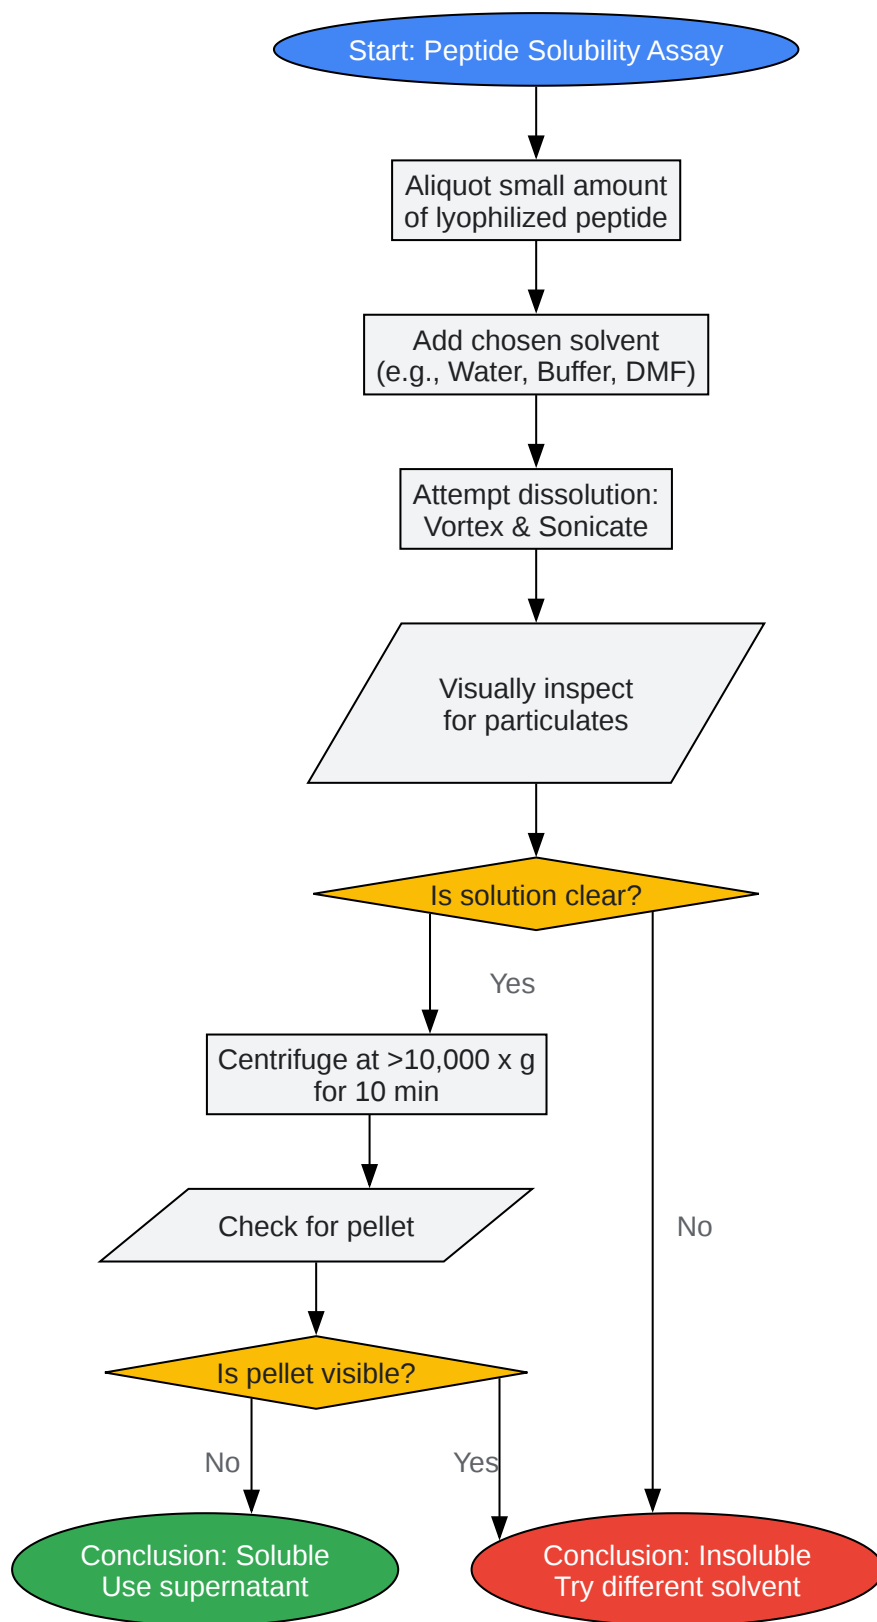 Start: Peptide Solubility Assay
Aliquot small amount
of lyophilized peptide
Add chosen solvent
(e.g., Water, Buffer, DMF)
Attempt dissolution:
Vortex & Sonicate
Visually inspect
for particulates
Is solution clear?
Yes
Centrifuge at >10,000 x g
for 10 min
Check for pellet
No
Is pellet visible?
No
Yes
Conclusion: Soluble
Use supernatant
Conclusion: Insoluble
Try different solvent